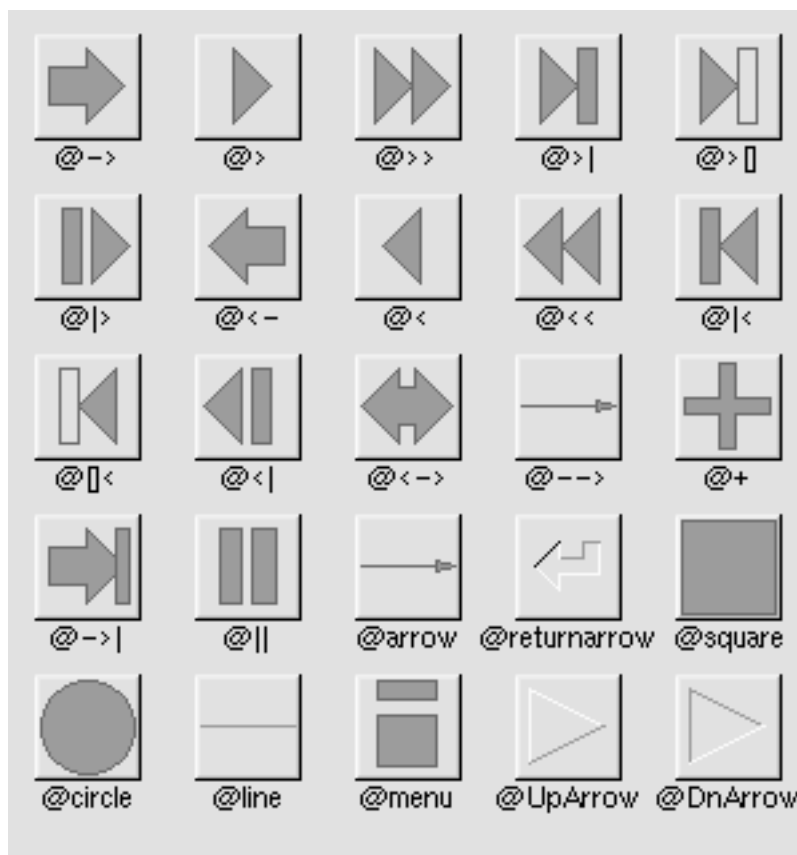 @->
@>
@>>
@>|
@>[]
@|>
@<-
@<
@<<
@|<
@[]<
@<|
@<->
@-->
@+
@->|
@||
@arrow
@returnarrow
@square
@circle
@line
@menu
@UpArrow
@DnArrow